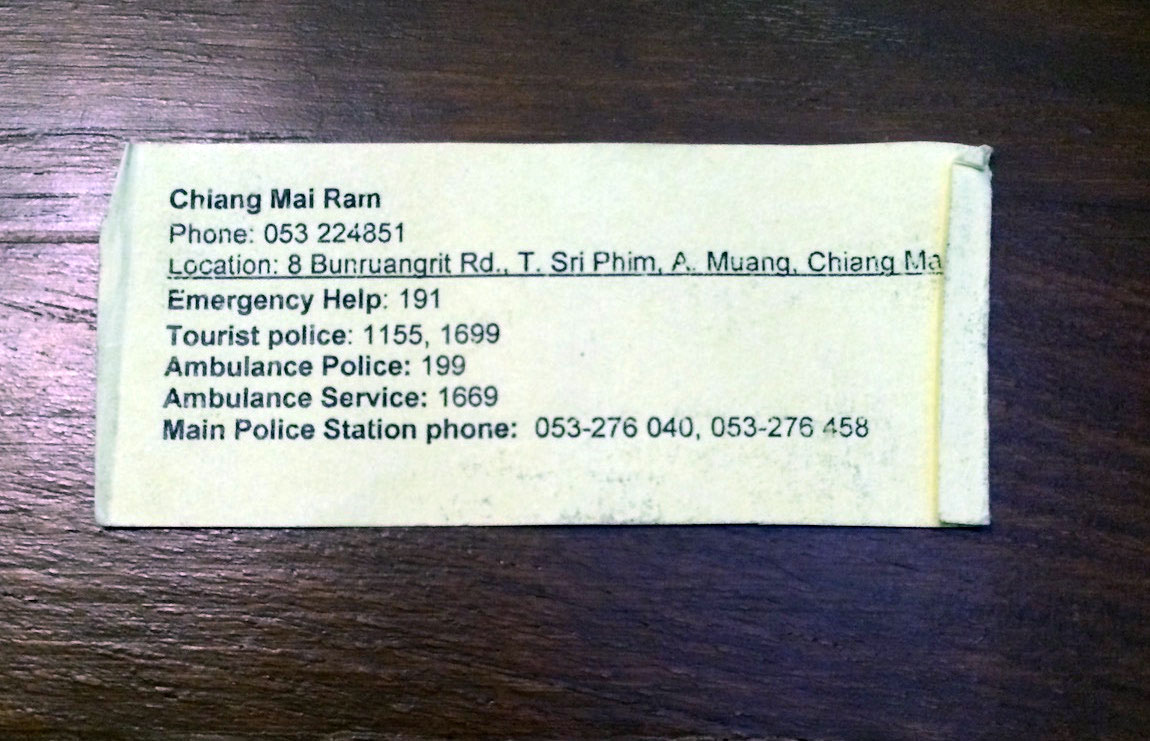 Chiang Mai Ram
Phone: 053 224851
Location: 8 Bunruangrit Rd., T. Sri Phim, A. Muang, Chiang Ma
Emergency Help: 191
Tourist police: 1155, 1699
Ambulance Police: 199
Ambulance Service: 1669
Main Police Station phone: 053-276 040, 053-276 458